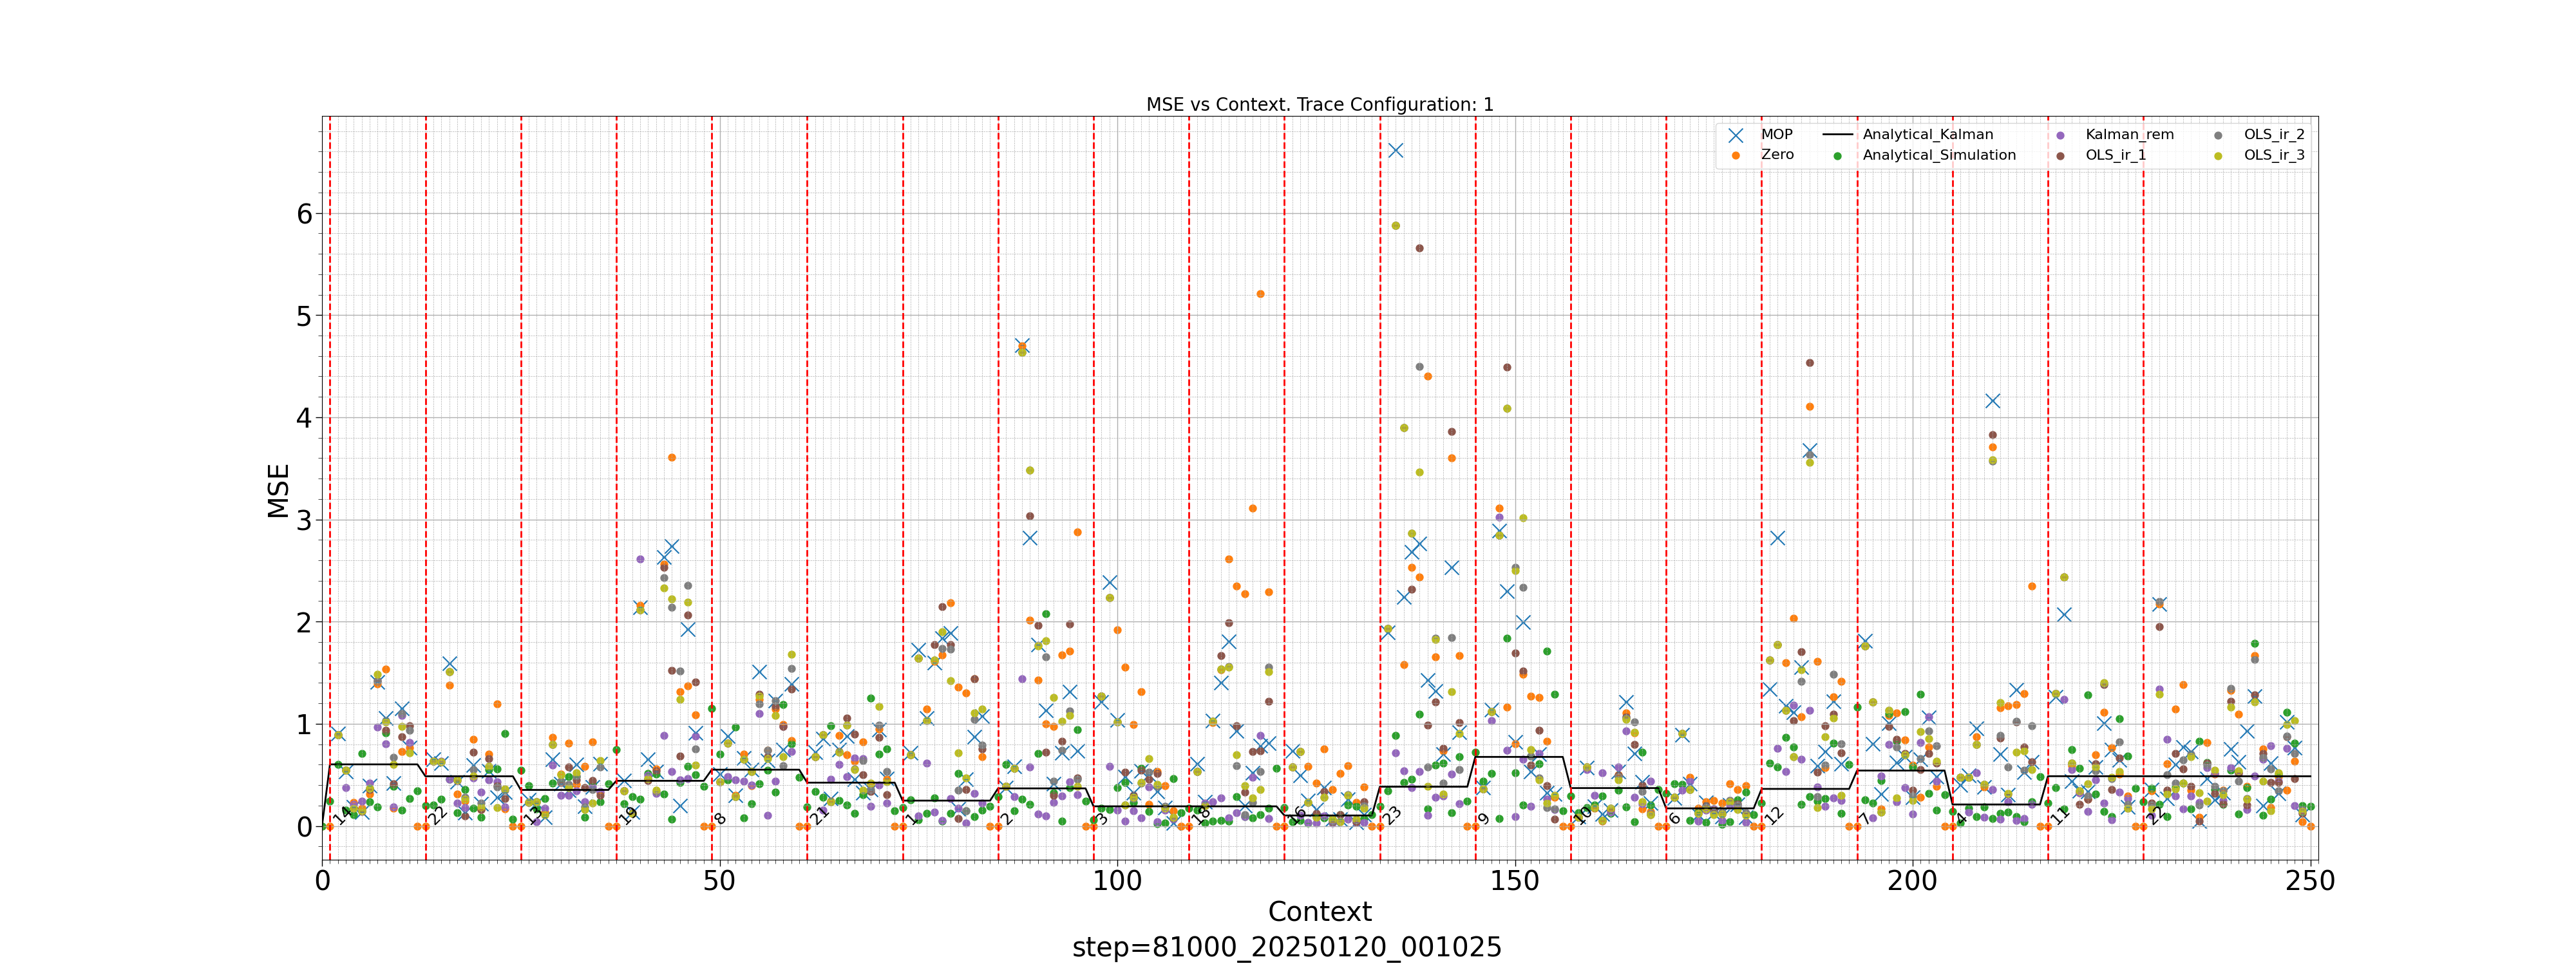 MSE vs Context. Trace Configuration: 1
MOP
Zero
Analytical_Kalman
Analytical_Simulation
Kalman_rem
OLS_ir_1
OLS_ir_2
OLS_ir_3
MSE
6
5
4
3
2
1
0
14 22 13 19 8 21 1 2 3 18 16 23 9 10 6 12 7 4 11 22
0 50 100 150 200 250
Context
step=81000_20250120_001025